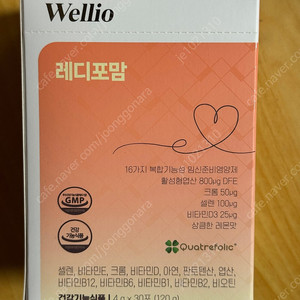 Wellio
레디포맘
16가지 복합기능성 임신준비영양제
활성형엽산 800μg DFE
크롬 50μg
셀렌 100μg
비타민D3 25μg
상큼한 레몬맛
GMP
건강
기능식품
Quatrefolic
셀렌, 비타민E, 크롬, 비타민D, 아연, 판토텐산, 엽산,
비타민B12, 비타민B6, 비타민B1, 비타민B2, 비오틴
건강기능식품 4 g x 30포 (120 g)